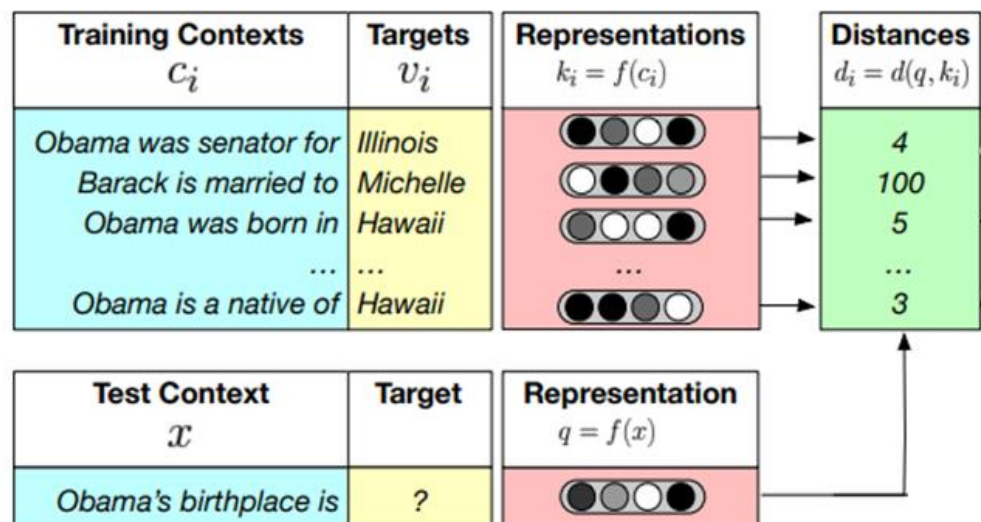 Training Contexts Targets Representations Distances
c_i v_i k_i = f(c_i) d_i = d(q, k_i)
Obama was senator for Illinois 4
Barack is married to Michelle 100
Obama was born in Hawaii 5
... ... ... ...
Obama is a native of Hawaii 3
Test Context Target Representation
x q = f(x)
Obama's birthplace is ?